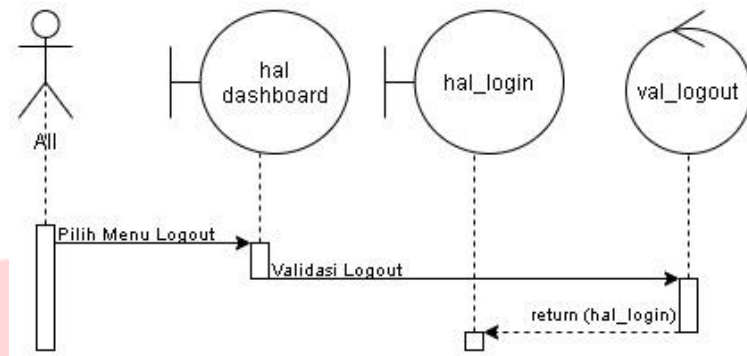 hal
dashboard
hal_login
val_logout
All
Pilih Menu Logout
Validasi Logout
return (hal_login)